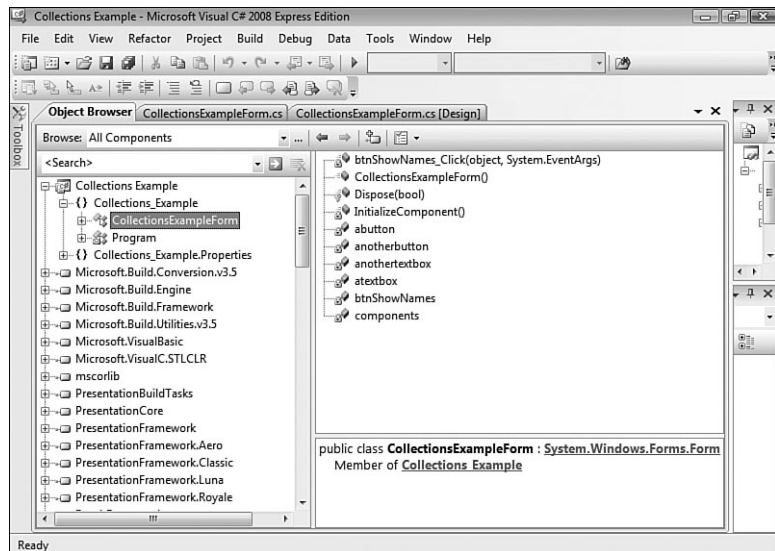 Collections Example - Microsoft Visual C# 2008 Express Edition
File Edit View Refactor Project Build Debug Data Tools Window Help
Toolbox
Object Browser CollectionsExampleForm.cs CollectionsExampleForm.cs [Design]
Browse: All Components
<Search>
Collections Example
{} Collections_Example
CollectionsExampleForm
Program
{} Collections_Example.Properties
Microsoft.Build.Conversion.v3.5
Microsoft.Build.Engine
Microsoft.Build.Framework
Microsoft.Build.Utilities.v3.5
Microsoft.VisualBasic
Microsoft.VisualC.STLCLR
mscorlib
PresentationBuildTasks
PresentationCore
PresentationFramework
PresentationFramework.Aero
PresentationFramework.Classic
PresentationFramework.Luna
PresentationFramework.Royale
btnShowNames_Click(object, System.EventArgs)
CollectionsExampleForm()
Dispose(bool)
InitializeComponent()
abutton
anotherbutton
anothertextbox
atextbox
btnShowNames
components
public class CollectionsExampleForm : System.Windows.Forms.Form
Member of Collections_Example
Ready